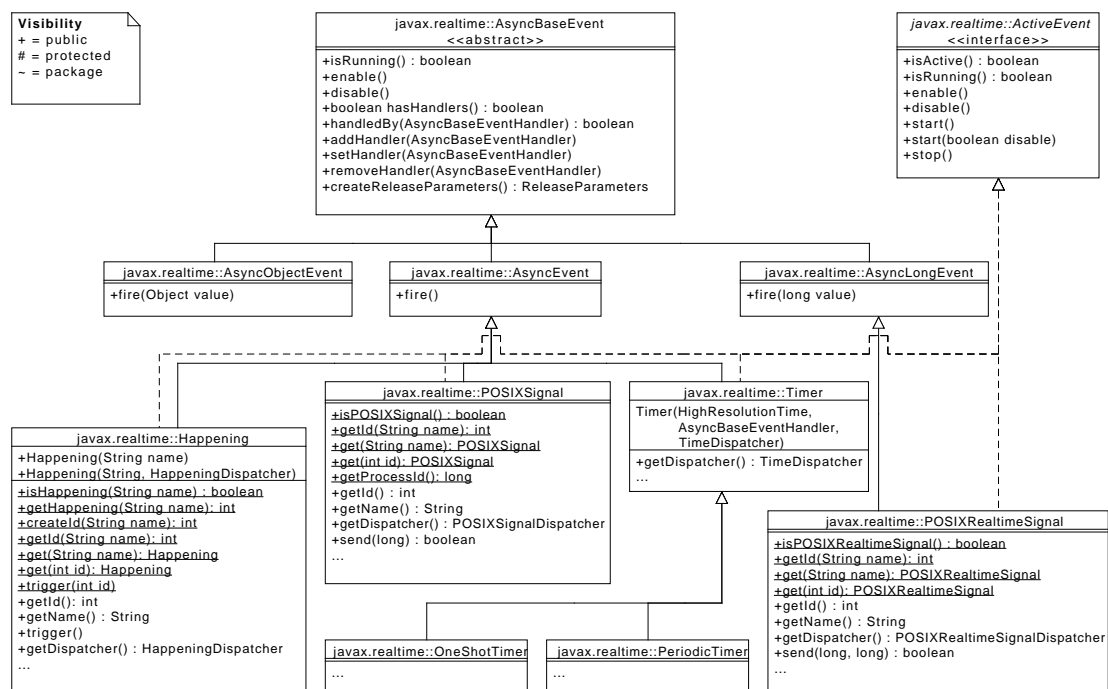 Visibility
+ = public
# = protected
~ = package
javax.realtime::AsyncBaseEvent
<<abstract>>
+isRunning() : boolean
+enable()
+disable()
+boolean hasHandlers() : boolean
+handledBy(AsyncBaseEventHandler) : boolean
+addHandler(AsyncBaseEventHandler)
+setHandler(AsyncBaseEventHandler)
+removeHandler(AsyncBaseEventHandler)
+createReleaseParameters() : ReleaseParameters
javax.realtime::ActiveEvent
<<interface>>
+isActive() : boolean
+isRunning() : boolean
+enable()
+disable()
+start()
+start(boolean disable)
+stop()
javax.realtime::AsyncObjectEvent
+fire(Object value)
javax.realtime::AsyncEvent
+fire()
javax.realtime::AsyncLongEvent
+fire(long value)
javax.realtime::Happening
+Happening(String name)
+Happening(String, HappeningDispatcher)
+isHappening(String name) : boolean
+getHappening(String name): int
+createId(String name): int
+getId(String name): int
+get(String name): Happening
+get(int id): Happening
+trigger(int id)
+getId(): int
+getName() : String
+trigger()
+getDispatcher() : HappeningDispatcher
...
javax.realtime::POSIXSignal
+isPOSIXSignal() : boolean
+getId(String name): int
+get(String name): POSIXSignal
+get(int id): POSIXSignal
+getProcessId(): long
+getId() : int
+getName() : String
+getDispatcher() : POSIXSignalDispatcher
+send(long) : boolean
...
javax.realtime::Timer
Timer(HighResolutionTime,
AsyncBaseEventHandler,
TimeDispatcher)
+getDispatcher() : TimeDispatcher
...
javax.realtime::POSIXRealtimeSignal
+isPOSIXRealtimeSignal() : boolean
+getId(String name): int
+get(String name): POSIXRealtimeSignal
+get(int id): POSIXRealtimeSignal
+getId() : int
+getName() : String
+getDispatcher() : POSIXRealtimeSignalDispatcher
+send(long, long) : boolean
...
javax.realtime::OneShotTimer
...
javax.realtime::PeriodicTimer
...